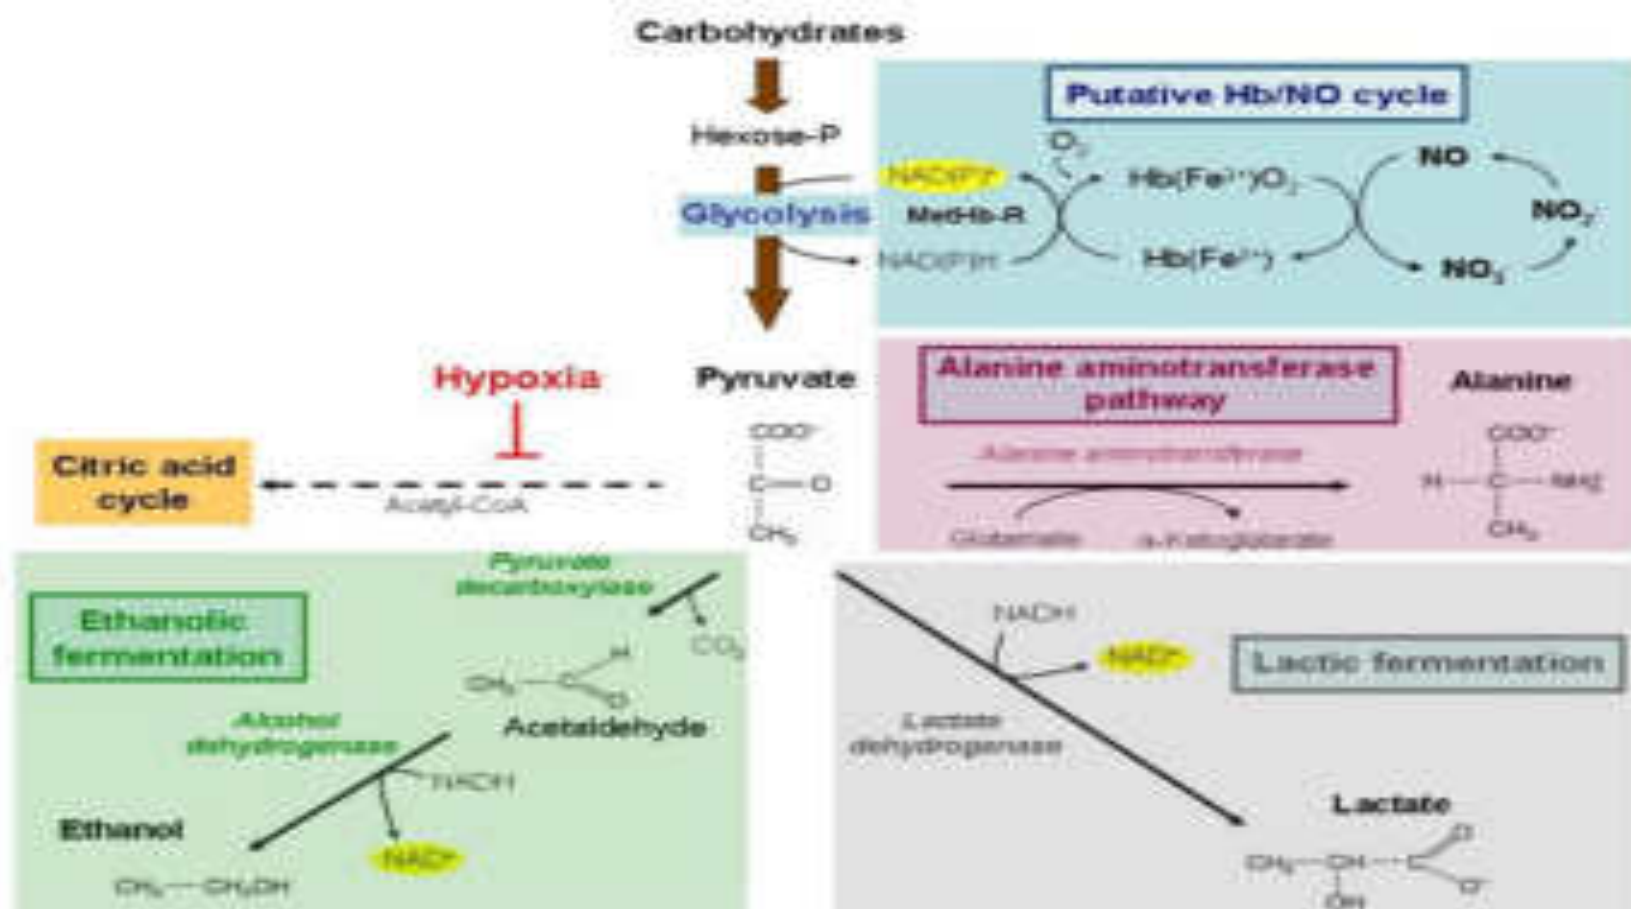 Carbohydrates
Putative Hb/NO cycle
Hexose-P
O₂
NAD(P)⁺
Hb(Fe²⁺)O₂
NO
Glycolysis
MetHb-R
NO₂⁻
NAD(P)H
Hb(Fe³⁺)
NO₃
Hypoxia
Pyruvate
Alanine aminotransferase
pathway
Alanine
COO⁻
COO⁻
Citric acid
cycle
Alanine aminotransferase
C
O
H
C
NH2
Acetyl-CoA
CH₃
CH₃
Glutamate
α-Ketoglutarate
Pyruvate
decarboxylase
Ethanolic
fermentation
CO₂
NADH
NAD⁺
Lactic fermentation
H
CH₃
C
O
Acetaldehyde
Alcohol
dehydrogenase
Lactate
dehydrogenase
NADH
Ethanol
NAD⁺
Lactate
CH₃
CH₂OH
CH₃
CH
C
O
O⁻
OH